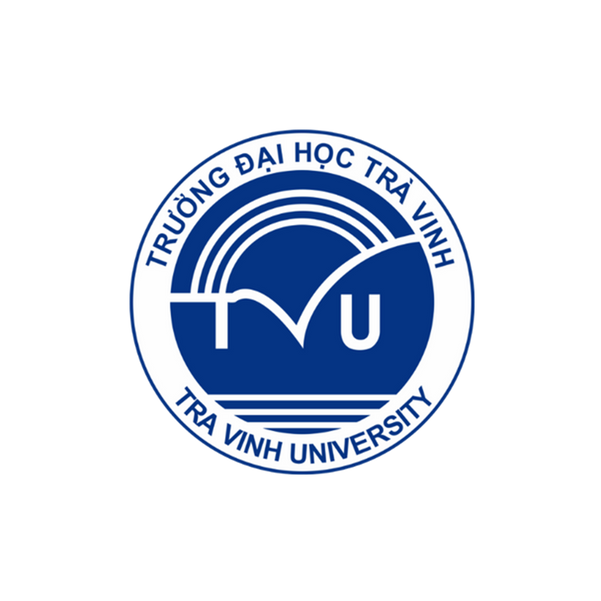 TRƯỜNG ĐẠI HỌC TRÀ VINH
TVU
TRA VINH UNIVERSITY